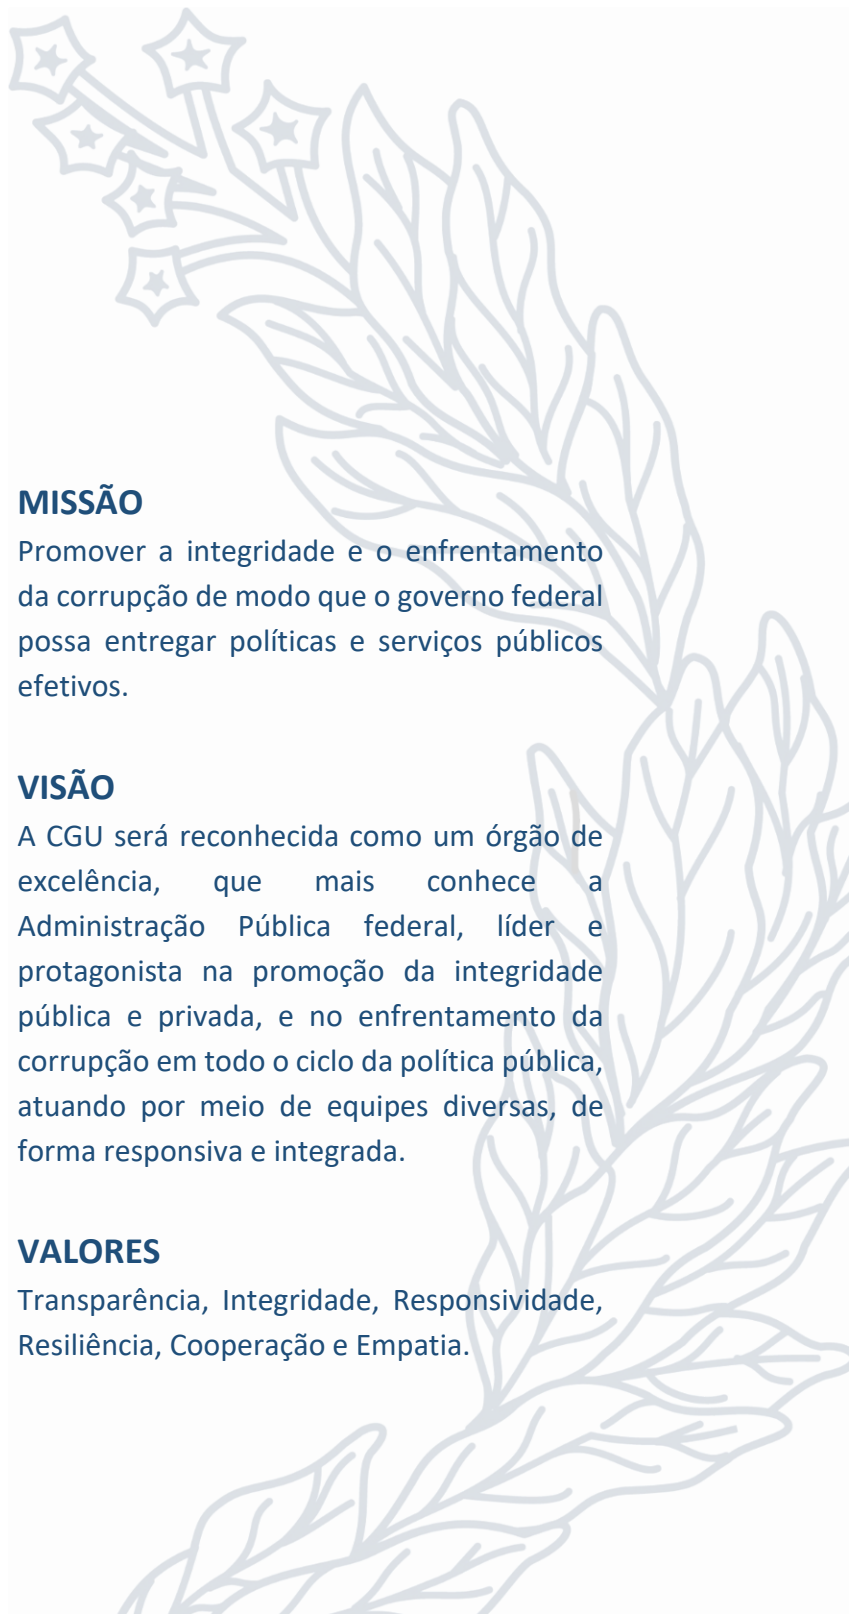 MISSÃO
Promover a integridade e o enfrentamento
da corrupção de modo que o governo federal
possa entregar políticas e serviços públicos
efetivos.
VISÃO
A CGU será reconhecida como um órgão de
excelência, que mais conhece a
Administração Pública federal, líder e
protagonista na promoção da integridade
pública e privada, e no enfrentamento da
corrupção em todo o ciclo da política pública,
atuando por meio de equipes diversas, de
forma responsiva e integrada.
VALORES
Transparência, Integridade, Responsividade,
Resiliência, Cooperação e Empatia.